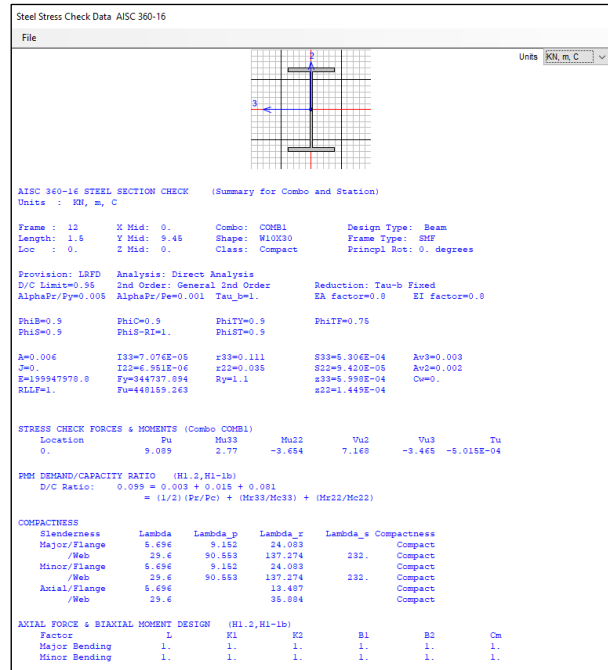 Steel Stress Check Data AISC 360-16
File
Units KN, m, C
2
3
AISC 360-16 STEEL SECTION CHECK (Summary for Combo and Station)
Units : KN, m, C
Frame : 12 X Mid: 0. Combo: COMB1 Design Type: Beam
Length: 1.5 Y Mid: 9.45 Shape: W10X30 Frame Type: SMF
Loc : 0. Z Mid: 0. Class: Compact Princpl Rot: 0. degrees
Provision: LRFD Analysis: Direct Analysis
D/C Limit=0.95 2nd Order: General 2nd Order Reduction: Tau-b Fixed
AlphaPr/Py=0.005 AlphaPr/Pe=0.001 Tau_b=1. EA factor=0.8 EI factor=0.8
PhiB=0.9 PhiC=0.9 PhiTY=0.9 PhiTF=0.75
PhiS=0.9 PhiS-RI=1. PhiST=0.9
A=0.006 I33=7.076E-05 r33=0.111 S33=5.306E-04 Av3=0.003
J=0. I22=6.951E-06 r22=0.035 S22=9.420E-05 Av2=0.002
E=199947978.8 Fy=344737.894 Ry=1.1 z33=5.998E-04 Cw=0.
RLLF=1. Fu=448159.263 z22=1.449E-04
STRESS CHECK FORCES & MOMENTS (Combo COMB1)
Location Pu Mu33 Mu22 Vu2 Vu3 Tu
0. 9.089 2.77 -3.654 7.168 -3.465 -5.015E-04
PMM DEMAND/CAPACITY RATIO (H1.2,H1-1b)
D/C Ratio: 0.099 = 0.003 + 0.015 + 0.081
= (1/2)(Pr/Pc) + (Mr33/Mc33) + (Mr22/Mc22)
COMPACTNESS
Slenderness Lambda Lambda_p Lambda_r Lambda_s Compactness
Major/Flange 5.696 9.152 24.083 Compact
/Web 29.6 90.553 137.274 232. Compact
Minor/Flange 5.696 9.152 24.083 Compact
/Web 29.6 90.553 137.274 232. Compact
Axial/Flange 5.696 13.487 Compact
/Web 29.6 35.884 Compact
AXIAL FORCE & BIAXIAL MOMENT DESIGN (H1.2,H1-1b)
Factor L K1 K2 B1 B2 Cm
Major Bending 1. 1. 1. 1. 1. 1.
Minor Bending 1. 1. 1. 1. 1. 1.